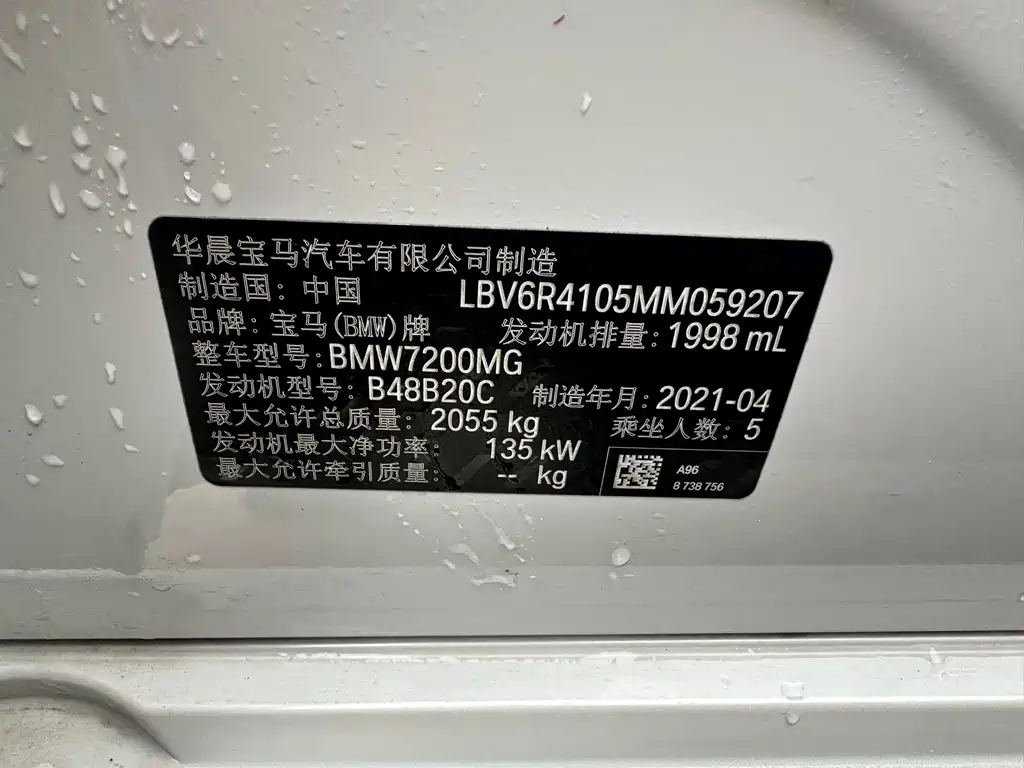 华晨宝马汽车有限公司制造
制造国: 中国 LBV6R4105MM059207
品牌: 宝马(BMW)牌 发动机排量: 1998 mL
整车型号: BMW7200MG
发动机型号: B48B20C 制造年月: 2021-04
最大允许总质量: 2055 kg 乘坐人数: 5
发动机最大净功率: 135 kW
最大允许牵引质量: -- kg
A96
8 738 756